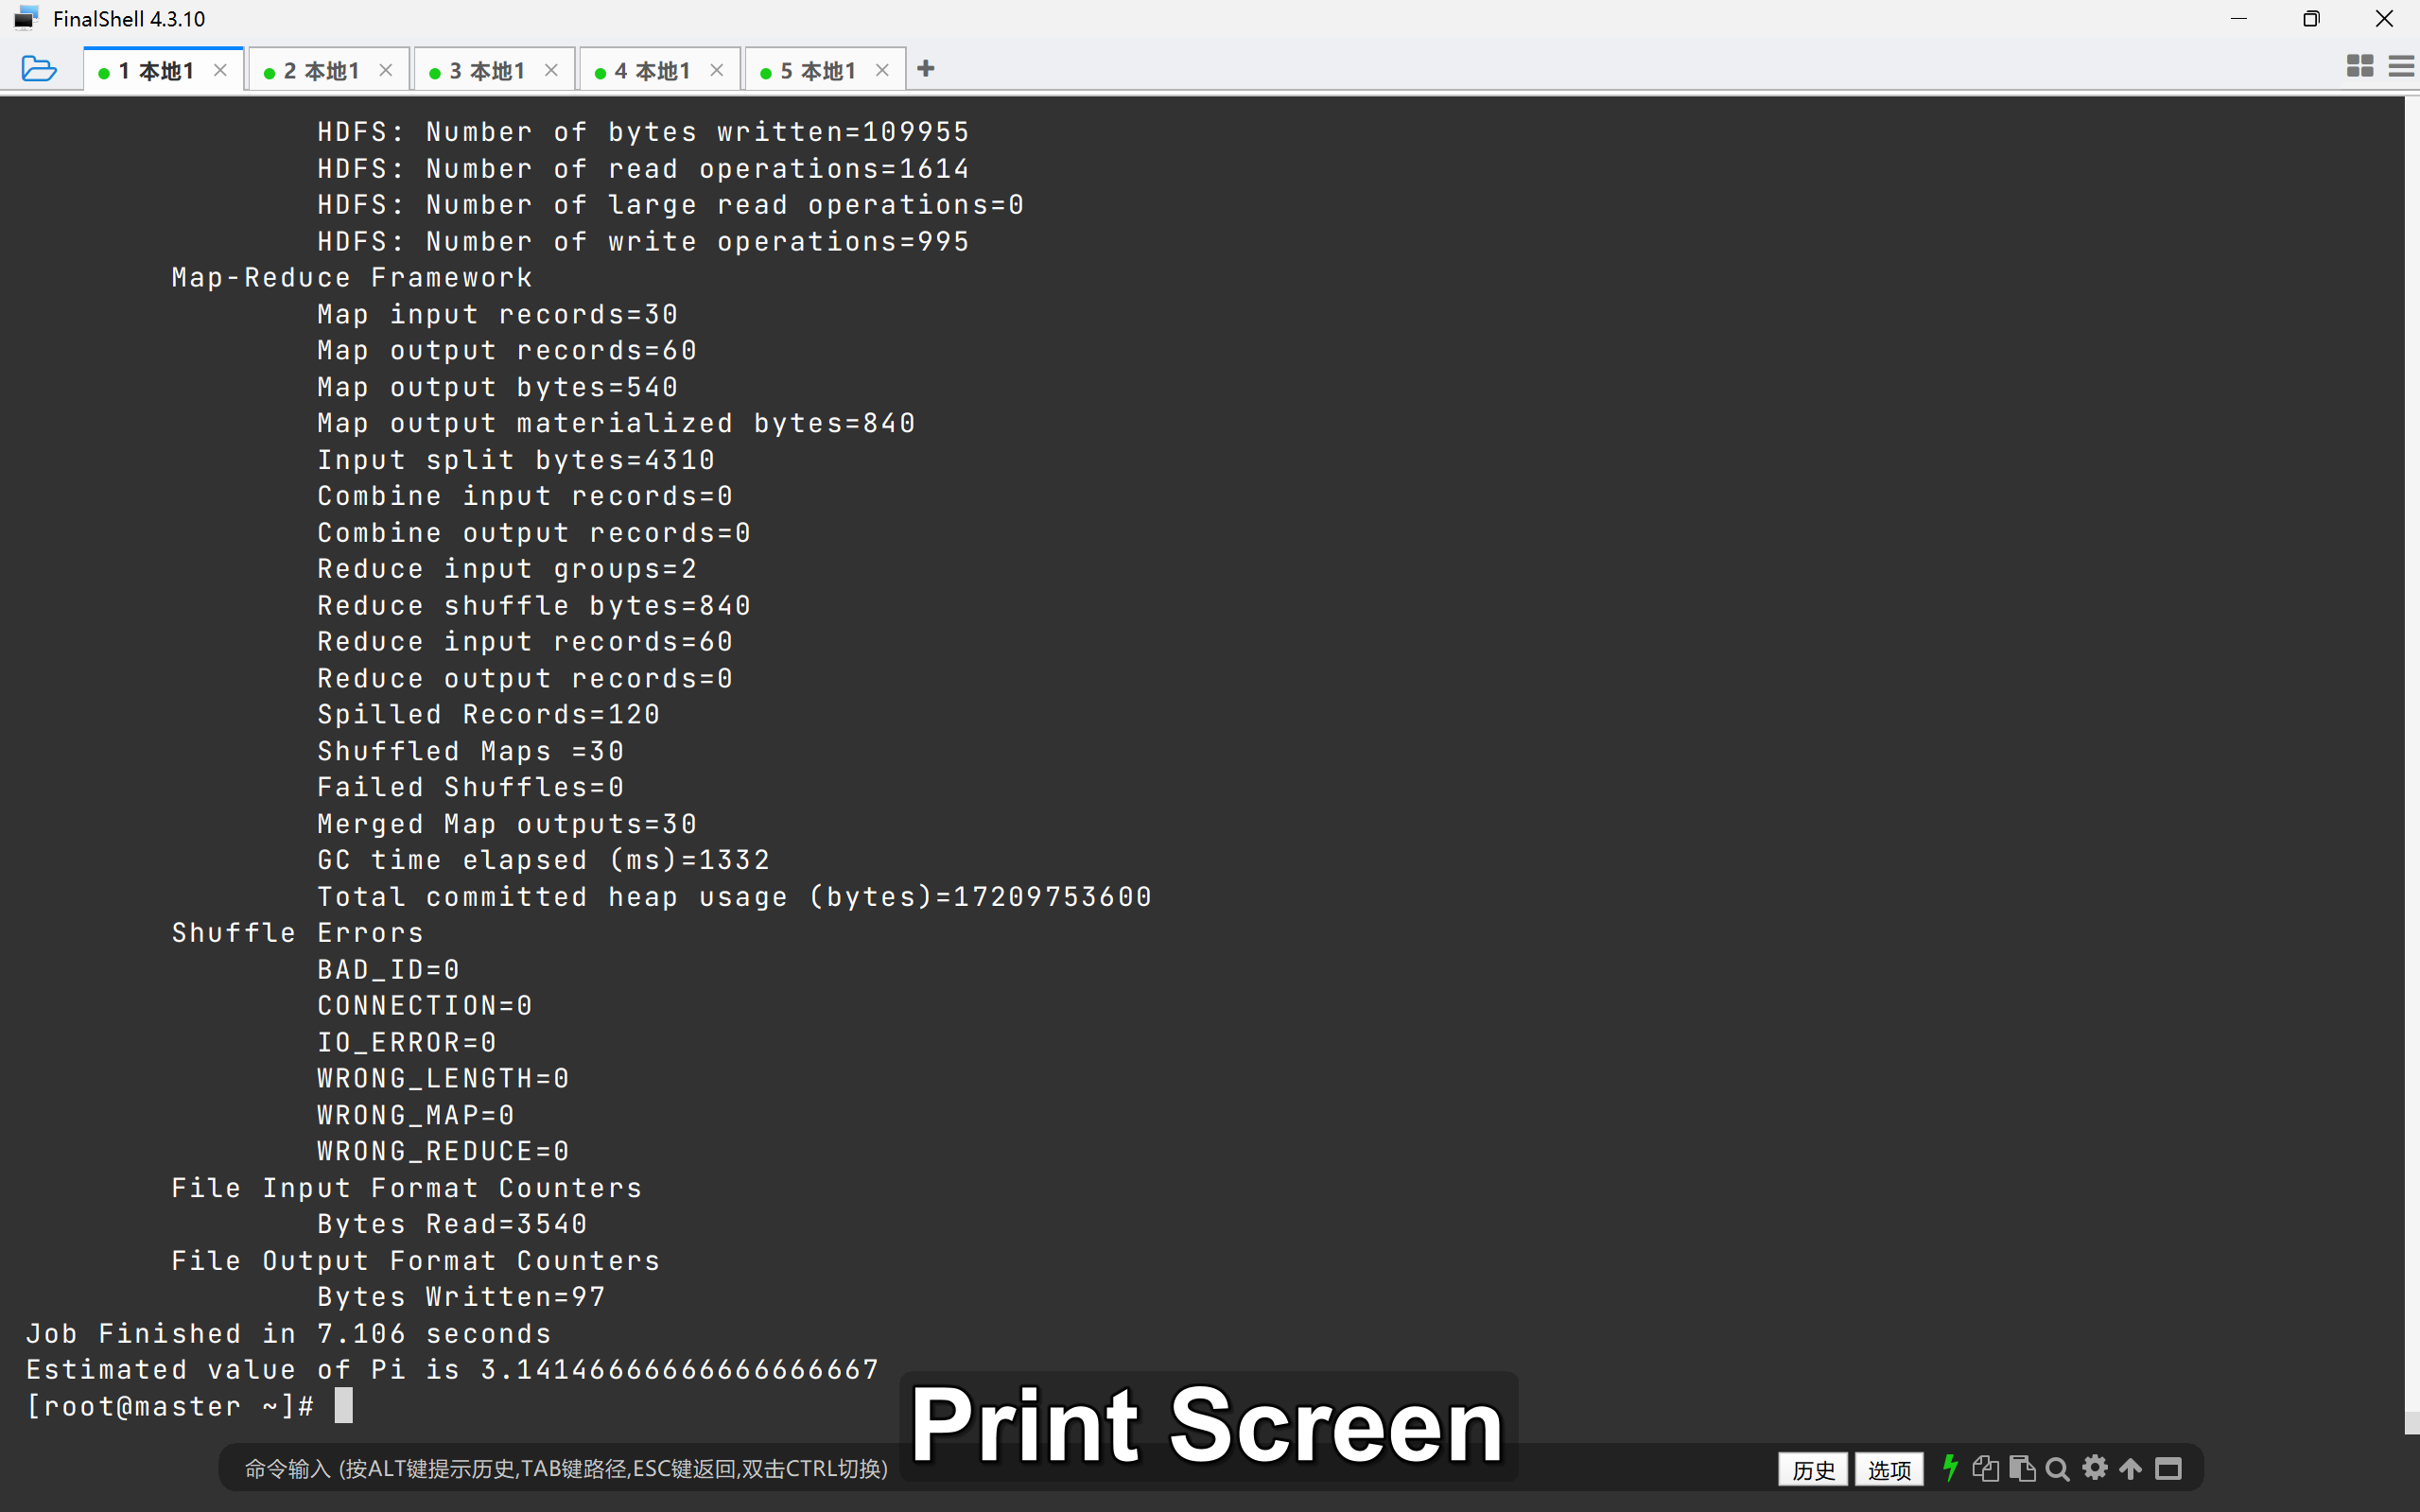 FinalShell 4.3.10
1 本地1
2 本地1
3 本地1
4 本地1
5 本地1
HDFS: Number of bytes written=109955
HDFS: Number of read operations=1614
HDFS: Number of large read operations=0
HDFS: Number of write operations=995
Map-Reduce Framework
Map input records=30
Map output records=60
Map output bytes=540
Map output materialized bytes=840
Input split bytes=4310
Combine input records=0
Combine output records=0
Reduce input groups=2
Reduce shuffle bytes=840
Reduce input records=60
Reduce output records=0
Spilled Records=120
Shuffled Maps =30
Failed Shuffles=0
Merged Map outputs=30
GC time elapsed (ms)=1332
Total committed heap usage (bytes)=17209753600
Shuffle Errors
BAD_ID=0
CONNECTION=0
IO_ERROR=0
WRONG_LENGTH=0
WRONG_MAP=0
WRONG_REDUCE=0
File Input Format Counters
Bytes Read=3540
File Output Format Counters
Bytes Written=97
Job Finished in 7.106 seconds
Estimated value of Pi is 3.14146666666666666667
[root@master ~]#
Print Screen
命令输入 (按ALT键提示历史,TAB键路径,ESC键返回,双击CTRL切换)
历史
选项